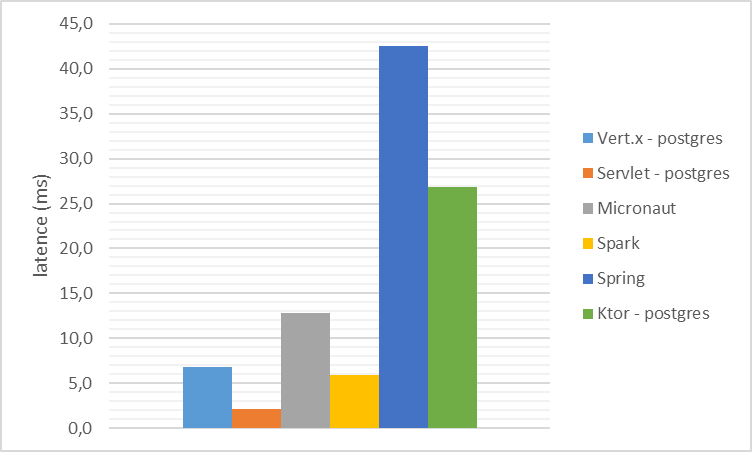 45,0
40,0
35,0
30,0
25,0
20,0
15,0
10,0
5,0
0,0
latence (ms)
Vert.x - postgres
Servlet - postgres
Micronaut
Spark
Spring
Ktor - postgres